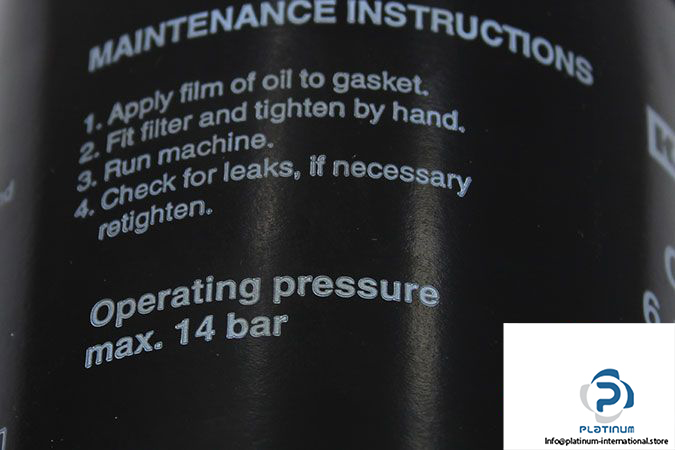 MAINTENANCE INSTRUCTIONS
1. Apply film of oil to gasket.
2. Fit filter and tighten by hand.
3. Run machine.
4. Check for leaks, if necessary
retighten.
Operating pressure
max. 14 bar
6
PLATINUM
Info@platinum-international.store